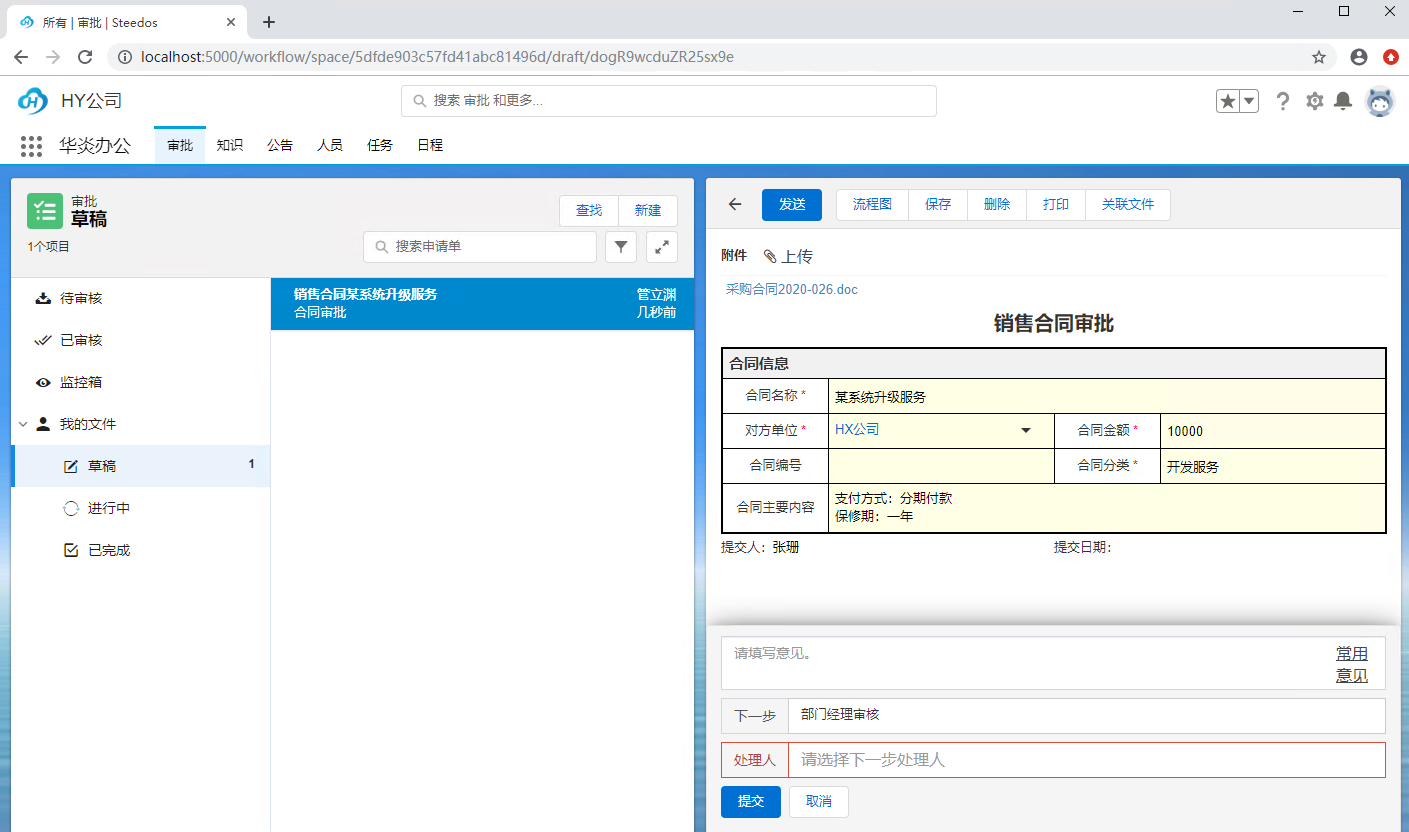 所有 | 审批 | Steedos
localhost:5000/workflow/space/5dfde903c57fd41abc81496d/draft/dogR9wcduZR25sx9e
HY公司
搜索 审批 和更多...
华炎办公 审批 知识 公告 人员 任务 日程
审批
草稿
查找 新建
1个项目
搜索申请单
待审核
已审核
监控箱
我的文件
草稿 1
进行中
已完成
销售合同某系统升级服务 管立渊
合同审批 几秒前
发送 流程图 保存 删除 打印 关联文件
附件 上传
采购合同2020-026.doc
销售合同审批
合同信息
合同名称 * 某系统升级服务
对方单位 * HX公司 合同金额 * 10000
合同编号 合同分类 * 开发服务
合同主要内容 支付方式：分期付款
保修期：一年
提交人：张珊 提交日期：
请填写意见。 常用
意见
下一步 部门经理审核
处理人 请选择下一步处理人
提交 取消